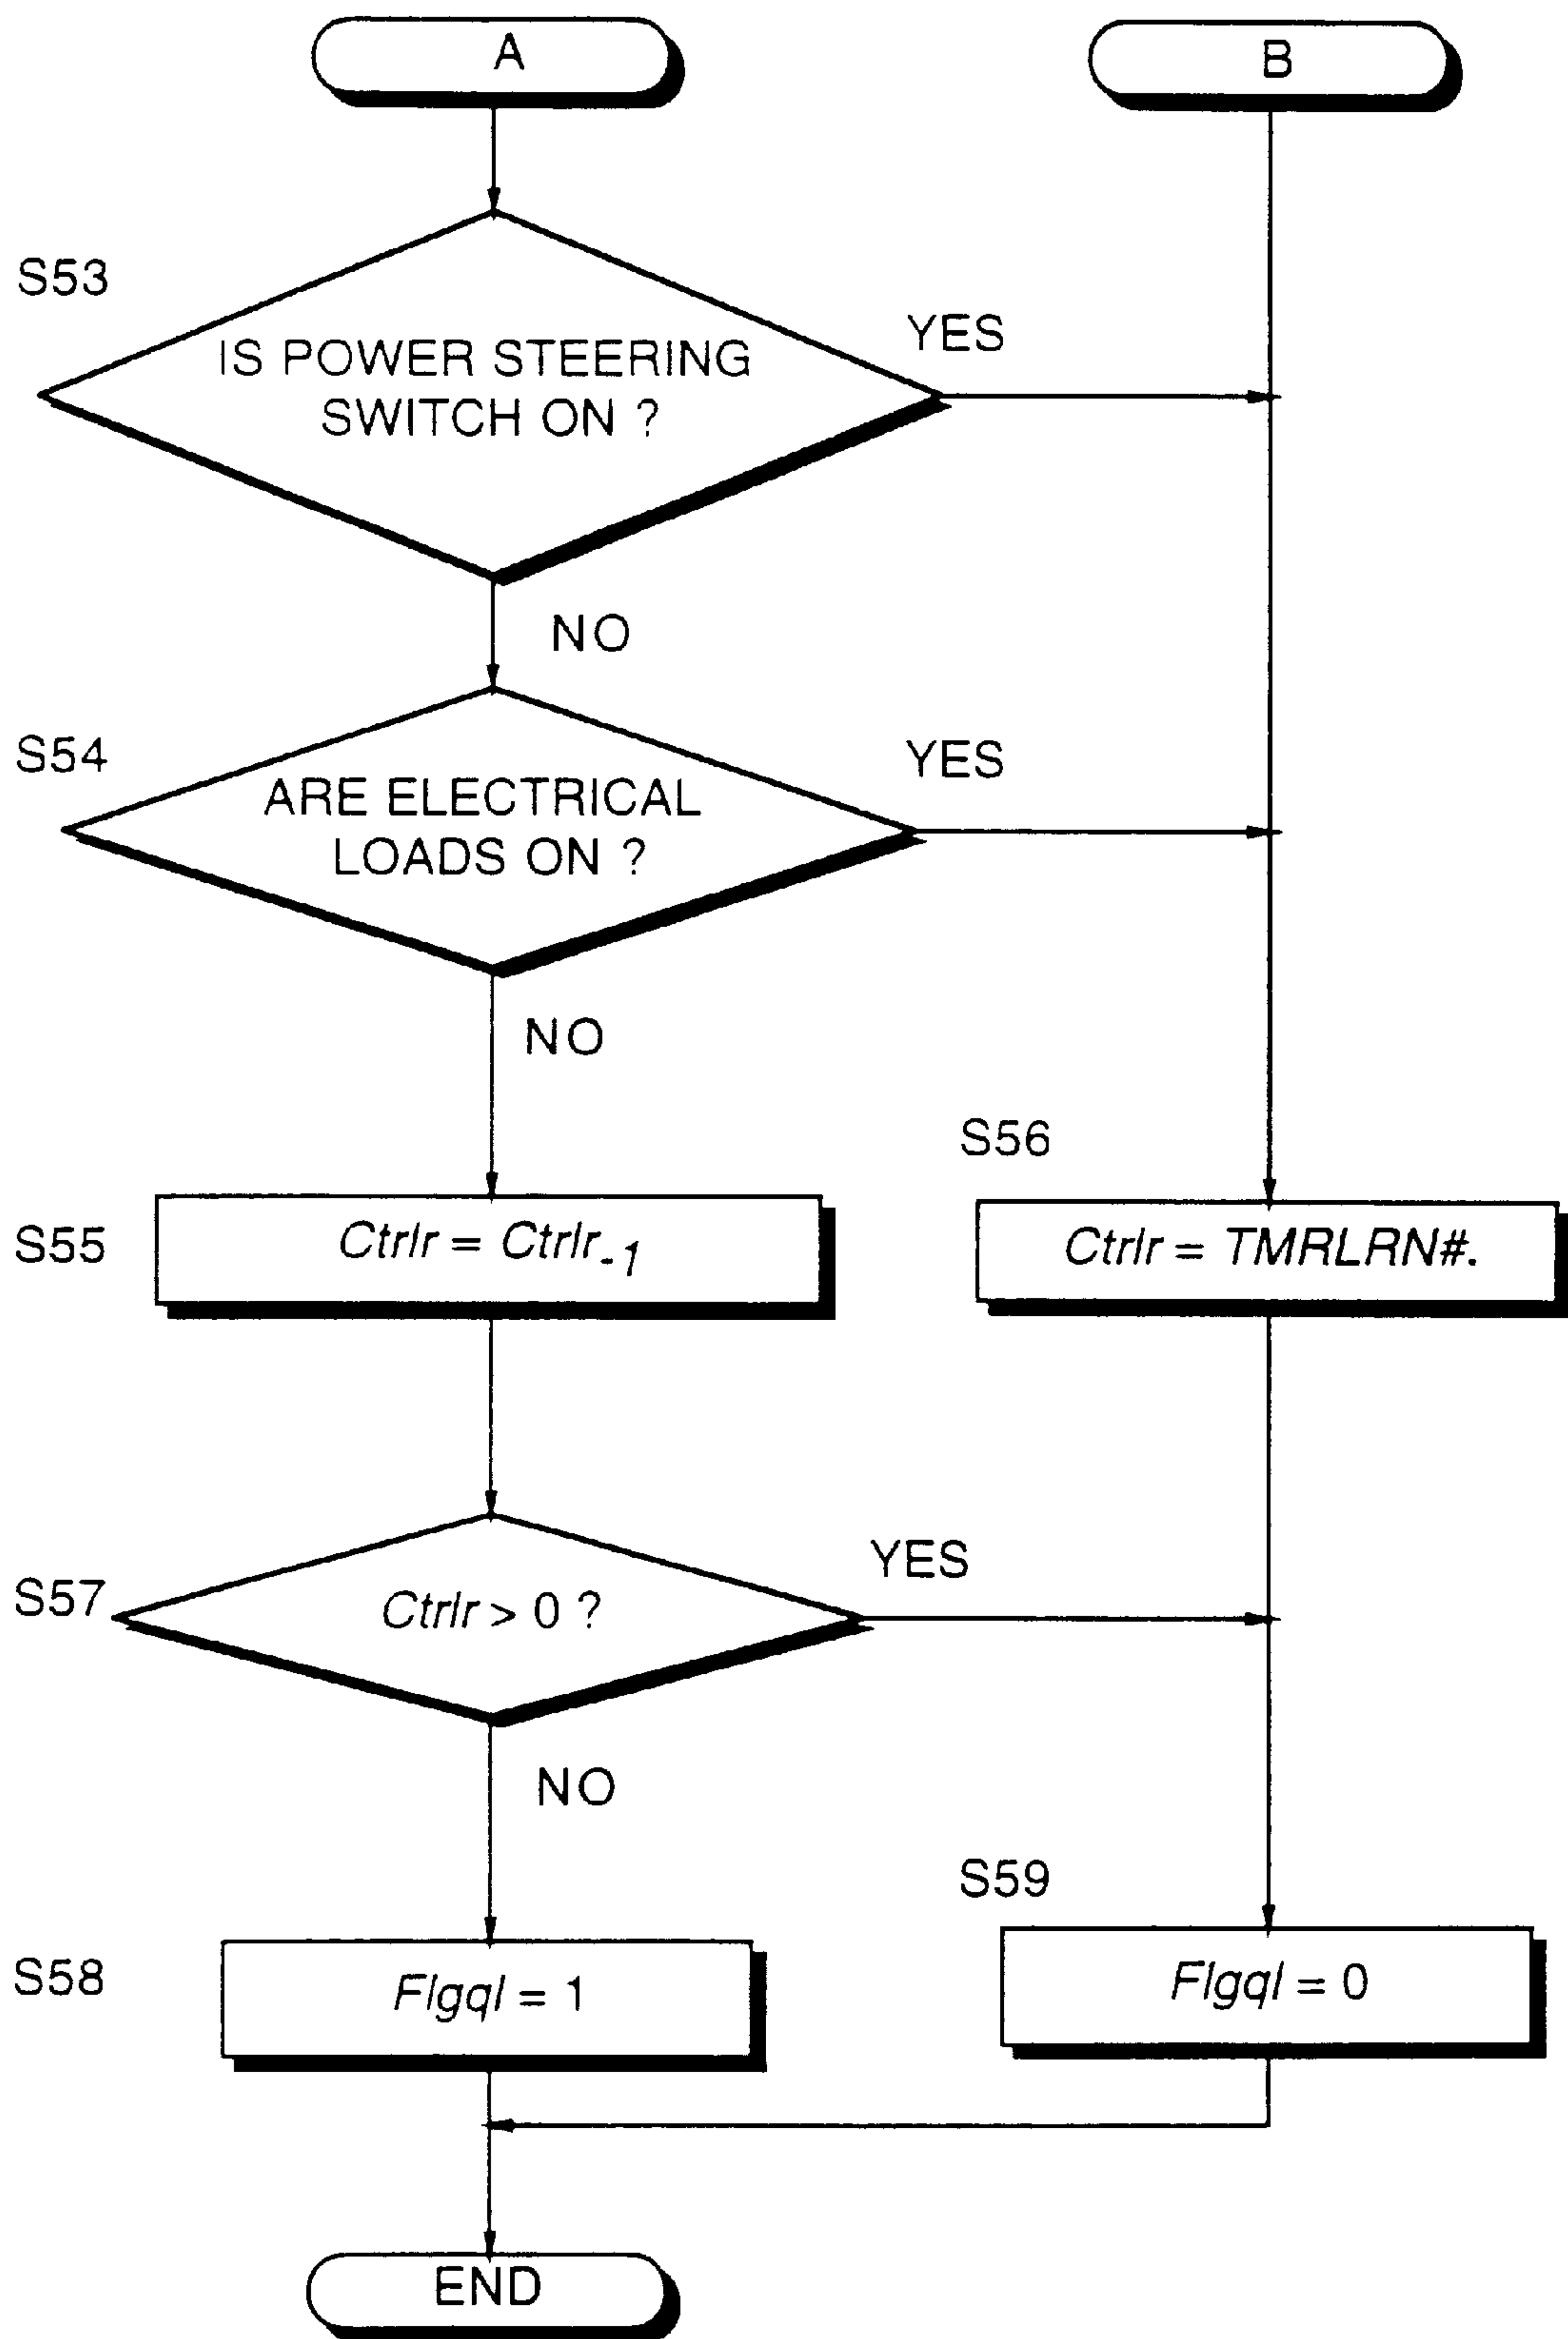 A
B
S53
IS POWER STEERING
SWITCH ON ?
YES
NO
S54
ARE ELECTRICAL
LOADS ON ?
YES
NO
S56
S55
Ctrlr = Ctrlr-1
Ctrlr = TMRLRN#.
S57
Ctrlr > 0 ?
YES
NO
S59
S58
Flgql = 1
Flgql = 0
END